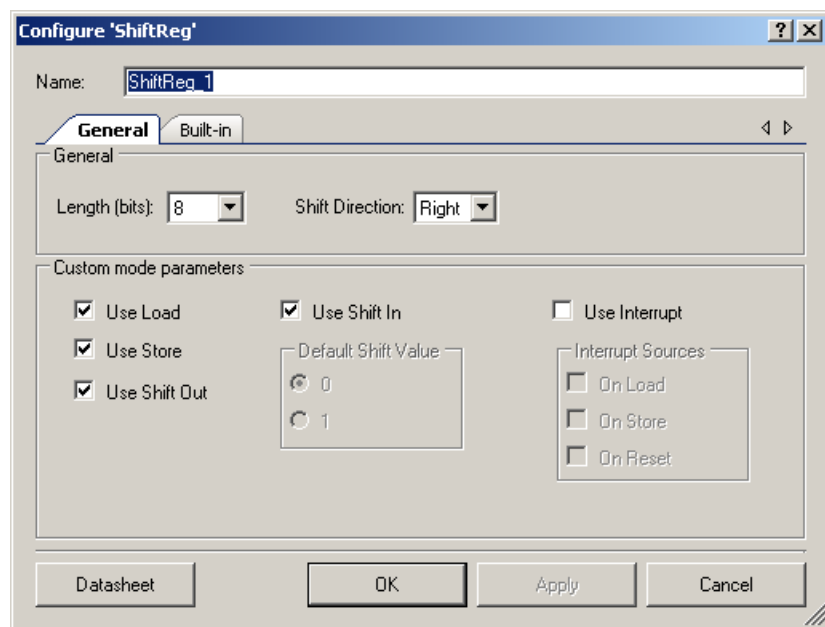 Configure 'ShiftReg'
Name: ShiftReg_1
General Built-in
General
Length (bits): 8 Shift Direction: Right
Custom mode parameters
Use Load Use Shift In Use Interrupt
Use Store Default Shift Value Interrupt Sources
Use Shift Out 0 On Load
1 On Store
On Reset
Datasheet OK Apply Cancel